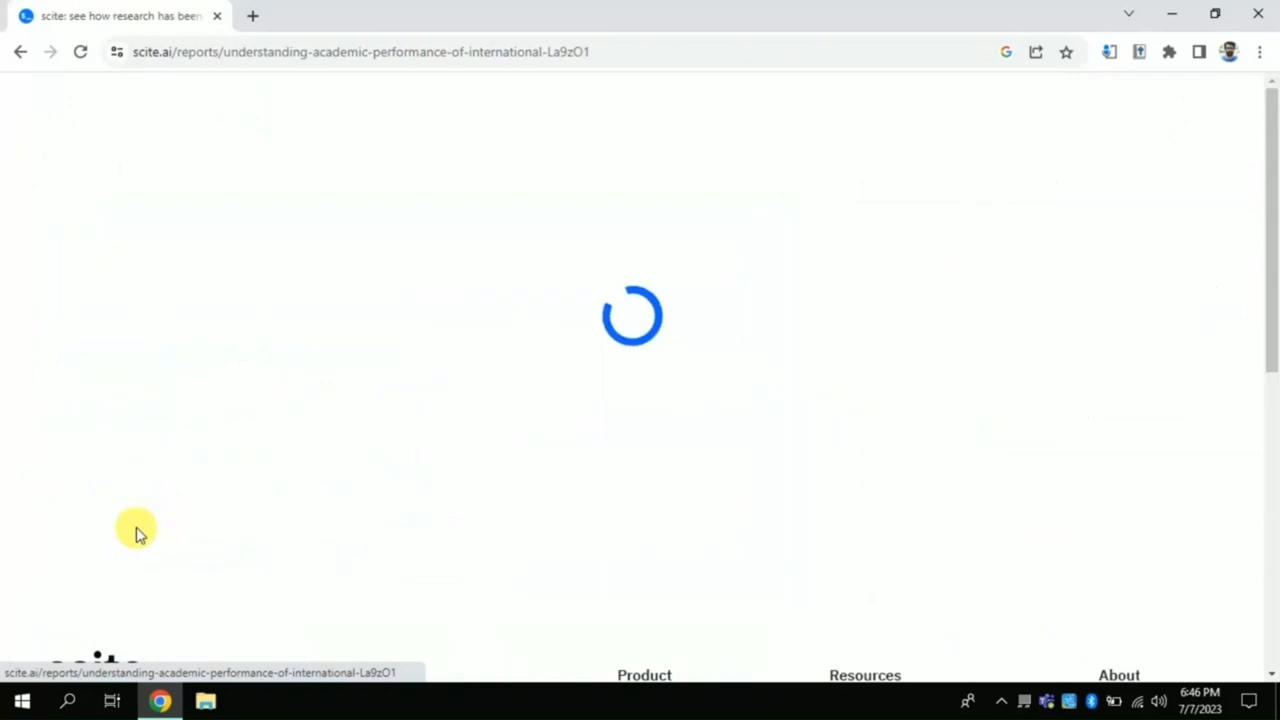 scite: see how research has been
scite.ai/reports/understanding-academic-performance-of-international-La9zO1
scite
scite.ai/reports/understanding-academic-performance-of-international-La9zO1
Product
Resources
About
6:46 PM
7/7/2023